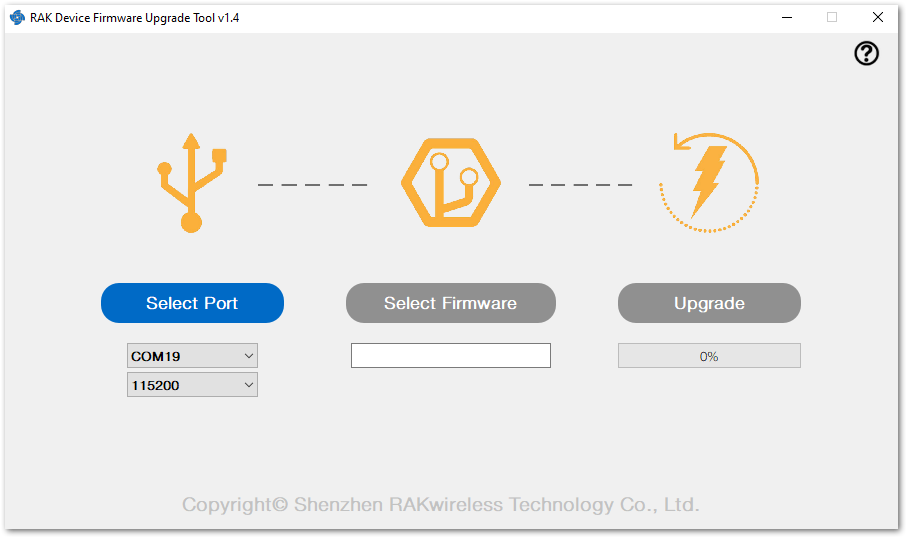 RAK Device Firmware Upgrade Tool v1.4
?
Select Port
Select Firmware
Upgrade
COM19
0%
115200
Copyright© Shenzhen RAKwireless Technology Co., Ltd.